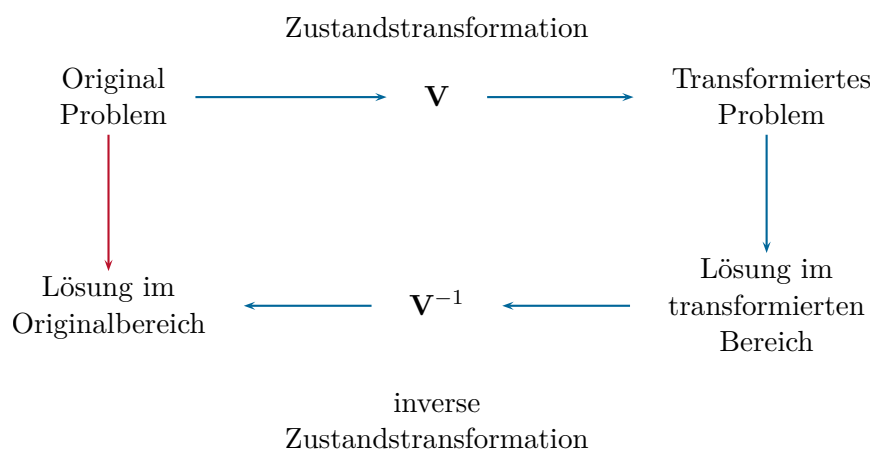 Zustandstransformation
Original
Problem
V
Transformiertes
Problem
Lösung im
Originalbereich
V⁻¹
Lösung im
transformierten
Bereich
inverse
Zustandstransformation